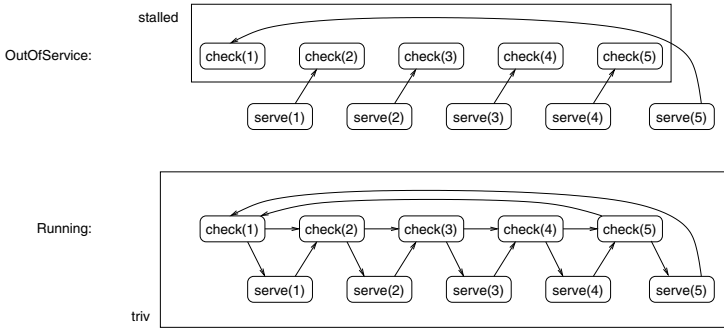 stalled
OutOfService:
check(1) check(2) check(3) check(4) check(5)
serve(1) serve(2) serve(3) serve(4) serve(5)
Running:
check(1) check(2) check(3) check(4) check(5)
serve(1) serve(2) serve(3) serve(4) serve(5)
triv